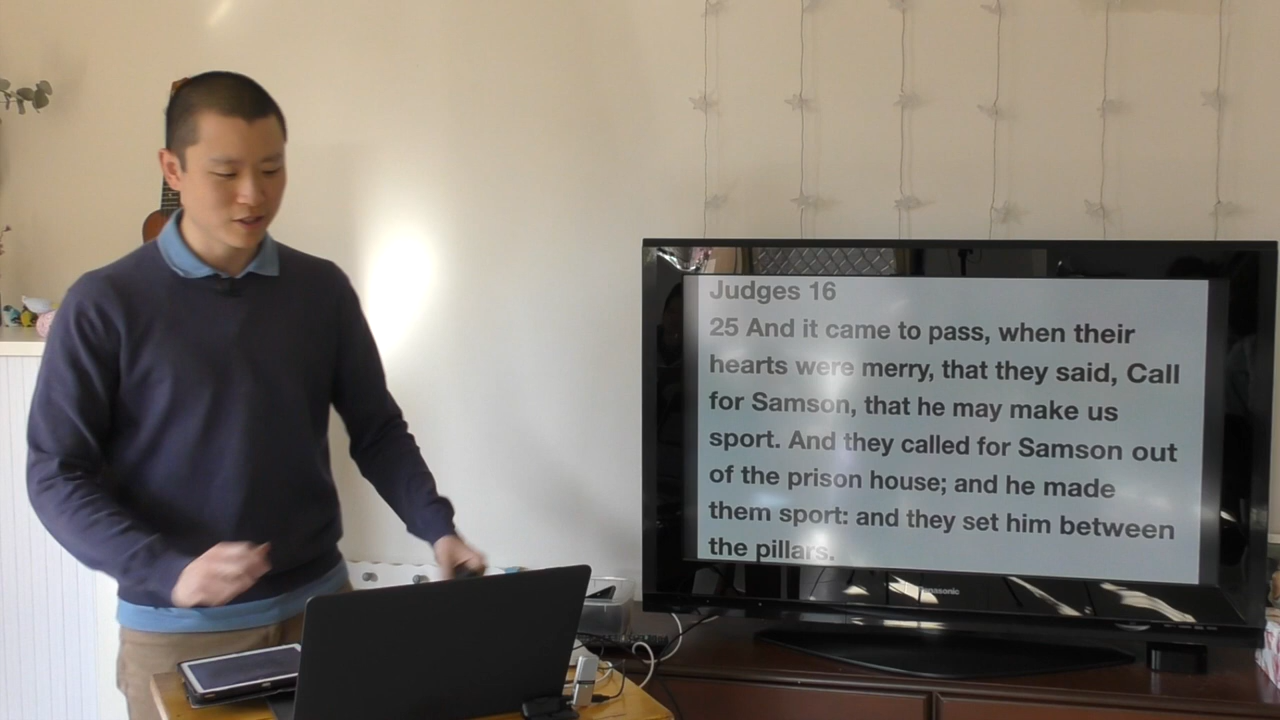 Judges 16
25 And it came to pass, when their
hearts were merry, that they said, Call
for Samson, that he may make us
sport. And they called for Samson out
of the prison house; and he made
them sport: and they set him between
the pillars.
Panasonic